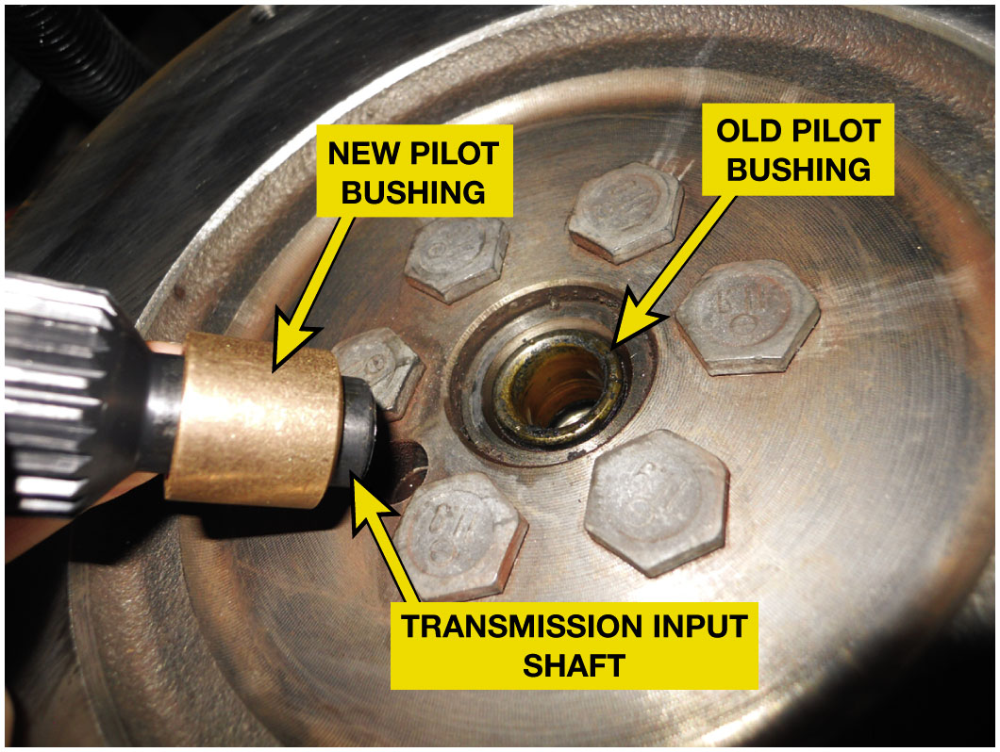 NEW PILOT
BUSHING
OLD PILOT
BUSHING
TRANSMISSION INPUT
SHAFT